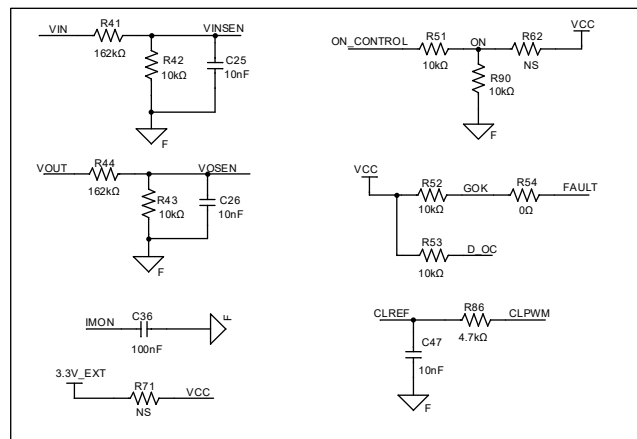 VIN
R41
162kΩ
VINSEN
R42
10kΩ
C25
10nF
F
ON_CONTROL
R51
10kΩ
ON
R62
NS
VCC
R90
10kΩ
F
VOUT
R44
162kΩ
VOSEN
R43
10kΩ
C26
10nF
F
VCC
R52
10kΩ
GOK
R54
0Ω
FAULT
R53
10kΩ
D_OC
IMON
C36
100nF
F
CLREF
R86
4.7kΩ
CLPWM
C47
10nF
F
3.3V_EXT
R71
NS
VCC